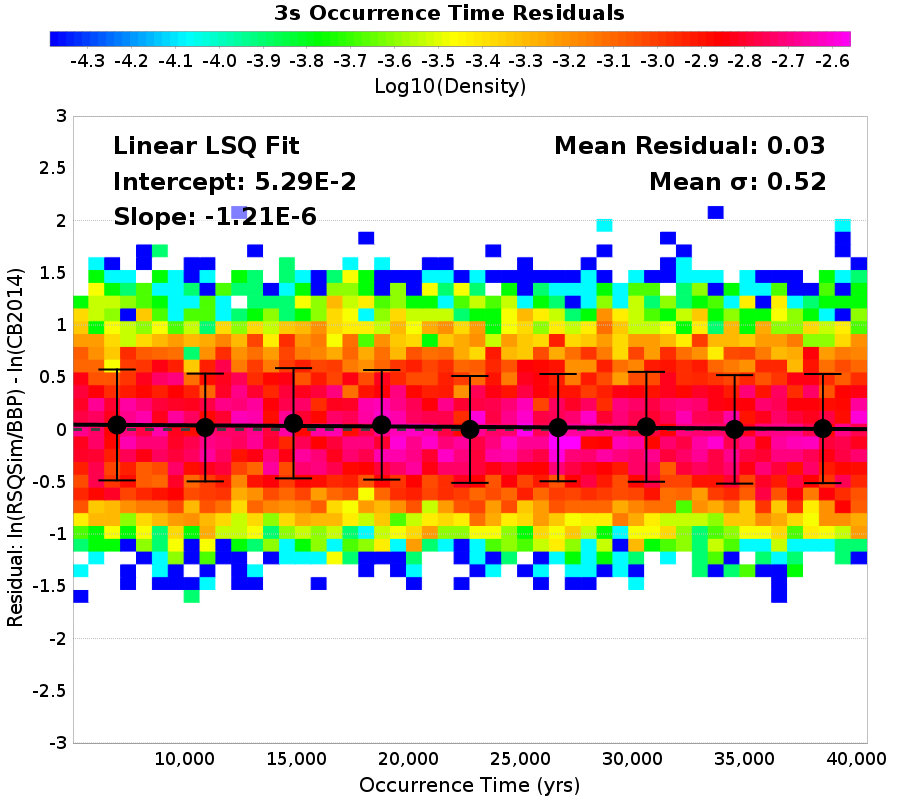 3s Occurrence Time Residuals
-4.3 -4.2 -4.1 -4.0 -3.9 -3.8 -3.7 -3.6 -3.5 -3.4 -3.3 -3.2 -3.1 -3.0 -2.9 -2.8 -2.7 -2.6
Log10(Density)
Linear LSQ Fit
Intercept: 5.29E-2
Slope: -1.21E-6
Mean Residual: 0.03
Mean σ: 0.52
Residual: ln(RSQSim/BBP) - ln(CB2014)
3
2.5
2
1.5
1
0.5
0
-0.5
-1
-1.5
-2
-2.5
-3
10,000 15,000 20,000 25,000 30,000 35,000 40,000
Occurrence Time (yrs)